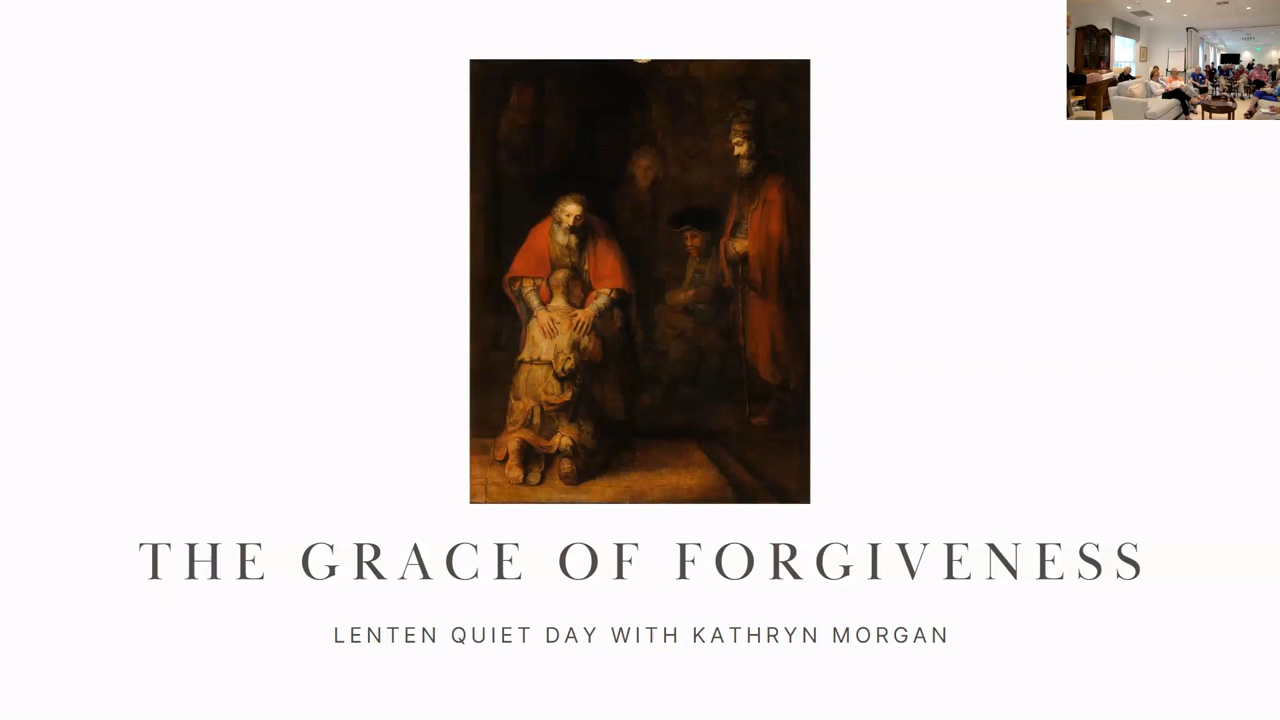 THE GRACE OF FORGIVENESS
LENTEN QUIET DAY WITH KATHRYN MORGAN